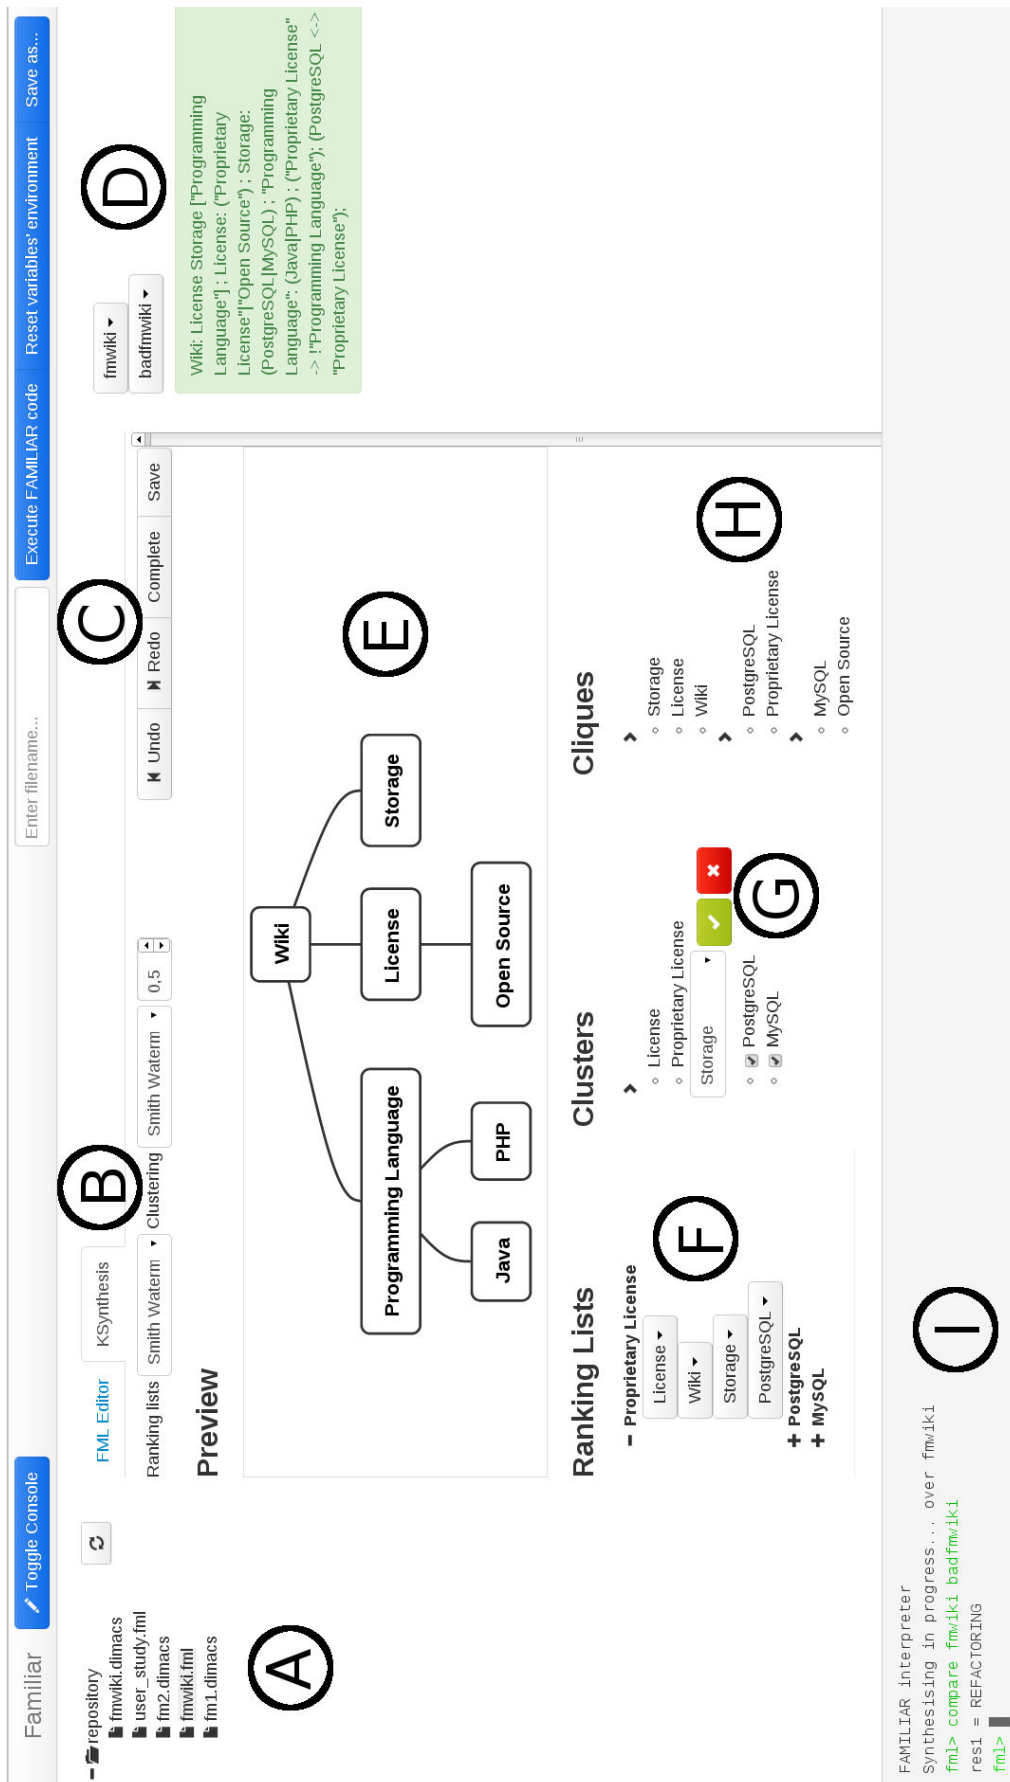 Familiar
Toggle Console
Enter filename...
Execute FAMILIAR code
Reset variables' environment
Save as...
repository
fmwiki.dimacs
user_study.fml
fm2.dimacs
fmwiki.fml
fm1.dimacs
A
FML Editor
KSynthesis
B
C
Ranking lists
Smith Waterm
Clustering
Smith Waterm
0,5
Undo
Redo
Complete
Save
Preview
Wiki
Programming Language
License
Storage
Java
PHP
Open Source
E
Ranking Lists
Proprietary License
License
Wiki
Storage
PostgreSQL
PostgreSQL
MySQL
F
Clusters
License
Proprietary License
Storage
PostgreSQL
MySQL
G
Cliques
Storage
License
Wiki
PostgreSQL
Proprietary License
MySQL
Open Source
H
fmwiki
badfmwiki
D
Wiki: License Storage ["Programming
Language"] ; License: ("Proprietary
License"|"Open Source") ; Storage:
(PostgreSQL|MySQL) ; "Programming
Language": (Java|PHP) ; ("Proprietary License"
-> !"Programming Language"); (PostgreSQL <->
"Proprietary License");
FAMILIAR interpreter
Synthesising in progress... over fmwiki
fml> compare fmwiki badfmwiki
res1 = REFACTORING
fml>
I